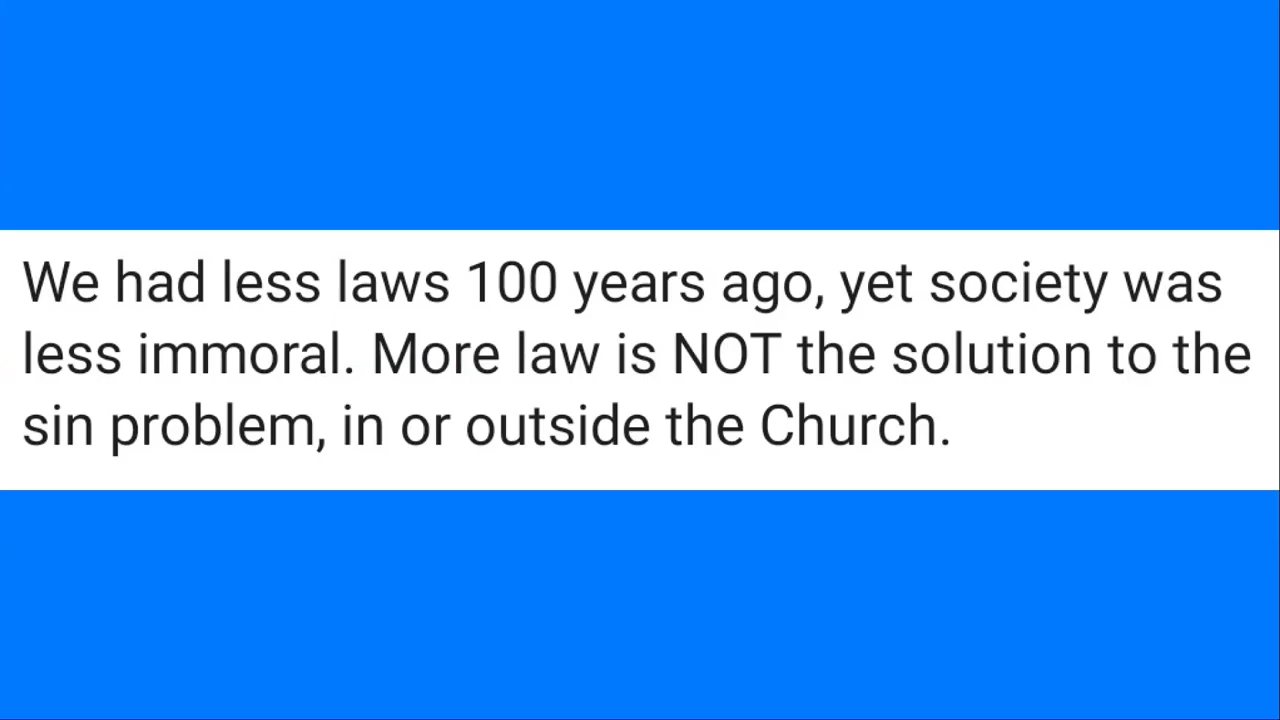 We had less laws 100 years ago, yet society was
less immoral. More law is NOT the solution to the
sin problem, in or outside the Church.